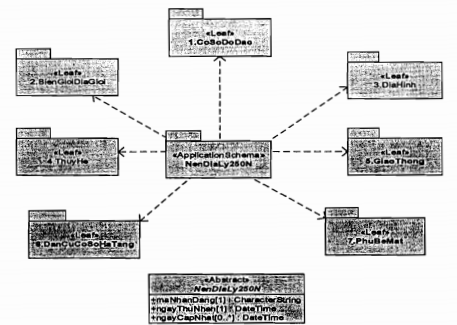 «Leaf»
1.CoSoDoDac
«Leaf»
2.BienGioiDiaGioi
«Leaf»
3.DiaHinh
«Leaf»
4.ThuyHe
«ApplicationSchema»
NenDiaLy250N
«Leaf»
5.GiaoThong
«Leaf»
6.DanCuCoSoHaTang
«Leaf»
7.PhuBeMat
«Abstract»
NenDiaLy250N
+maNhanDang[1] : CharacterString
+ngayThuNhan[1] : DateTime
+ngayCapNhat[0..*] : DateTime